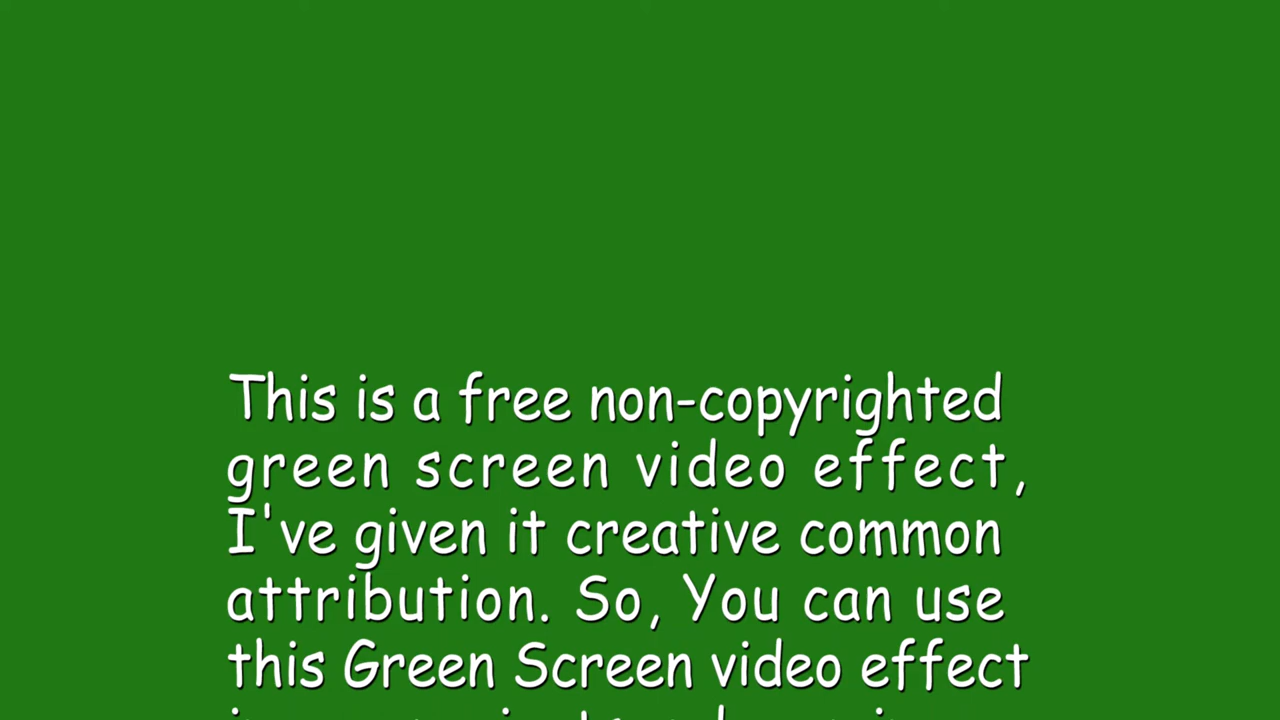 This is a free non-copyrighted
green screen video effect,
I've given it creative common
attribution. So, You can use
this Green Screen video effect